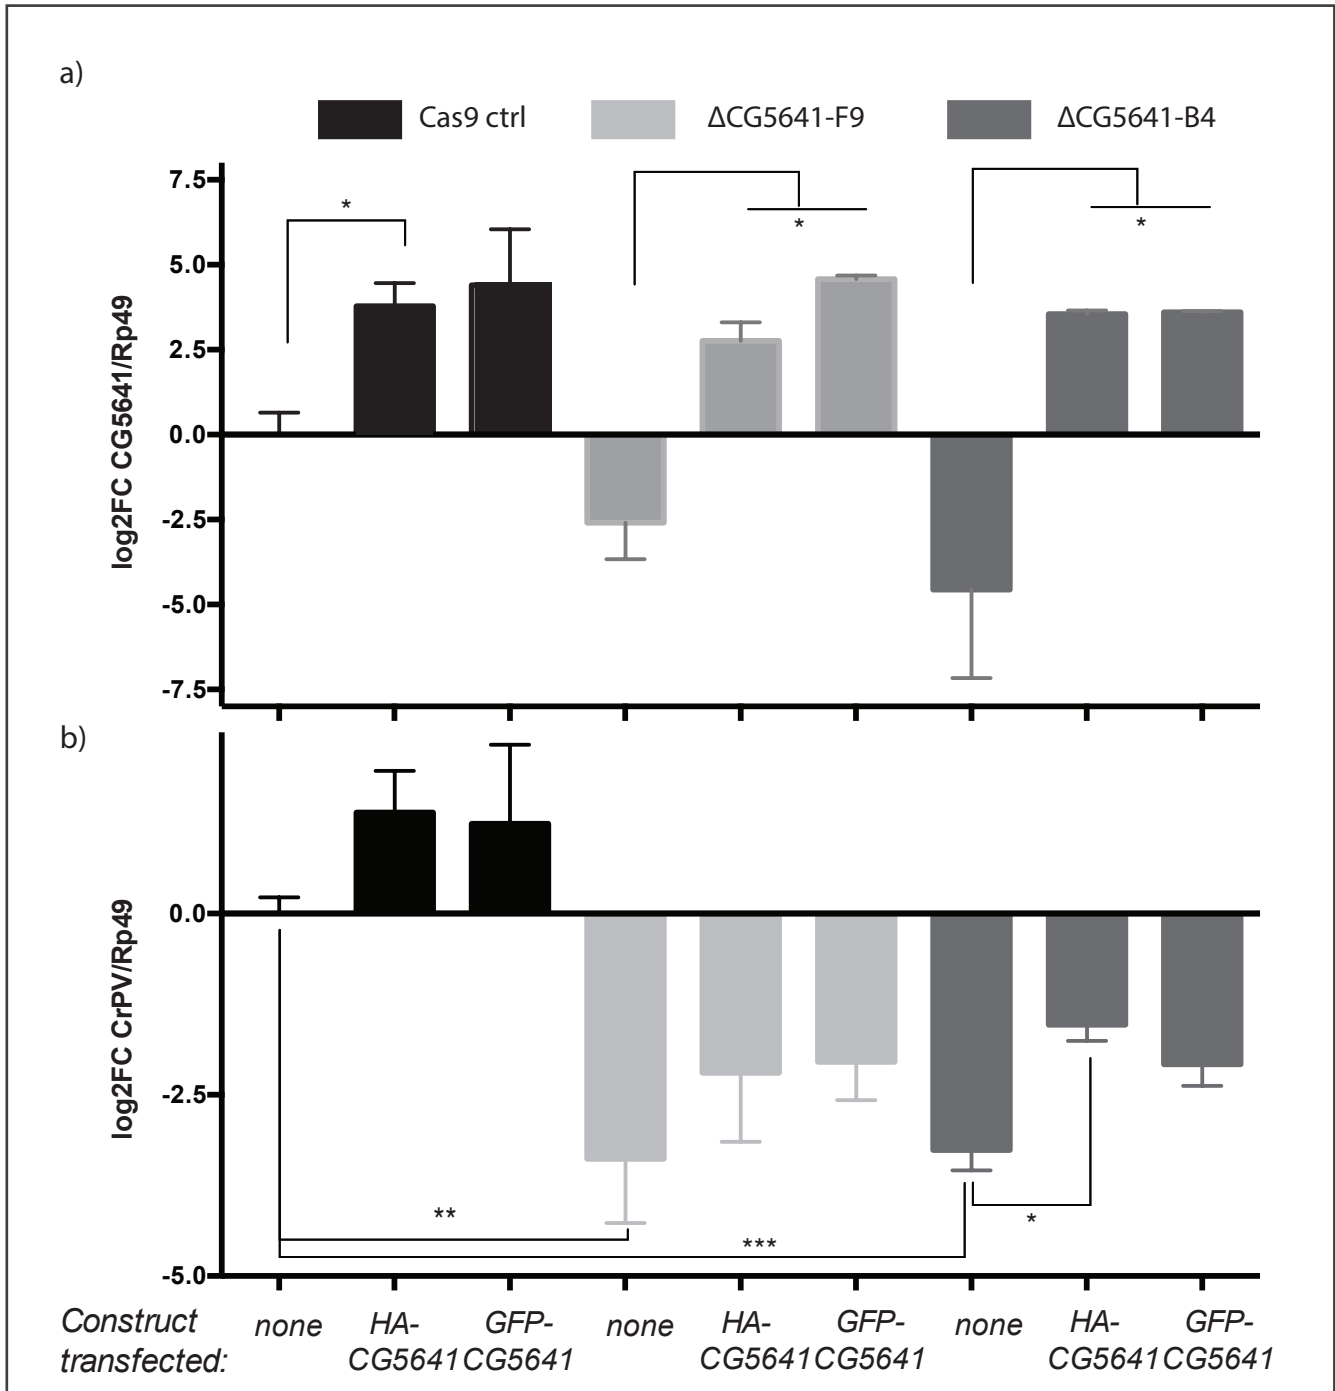 a)
Cas9 ctrl
ΔCG5641-F9
ΔCG5641-B4
log2FC CG5641/Rp49
7.5
5.0
2.5
0.0
-2.5
-5.0
-7.5
*
*
*
b)
log2FC CrPV/Rp49
0.0
-2.5
-5.0
**
***
*
Construct transfected:
none
HA-
CG5641
GFP-
CG5641
none
HA-
CG5641
GFP-
CG5641
none
HA-
CG5641
GFP-
CG5641